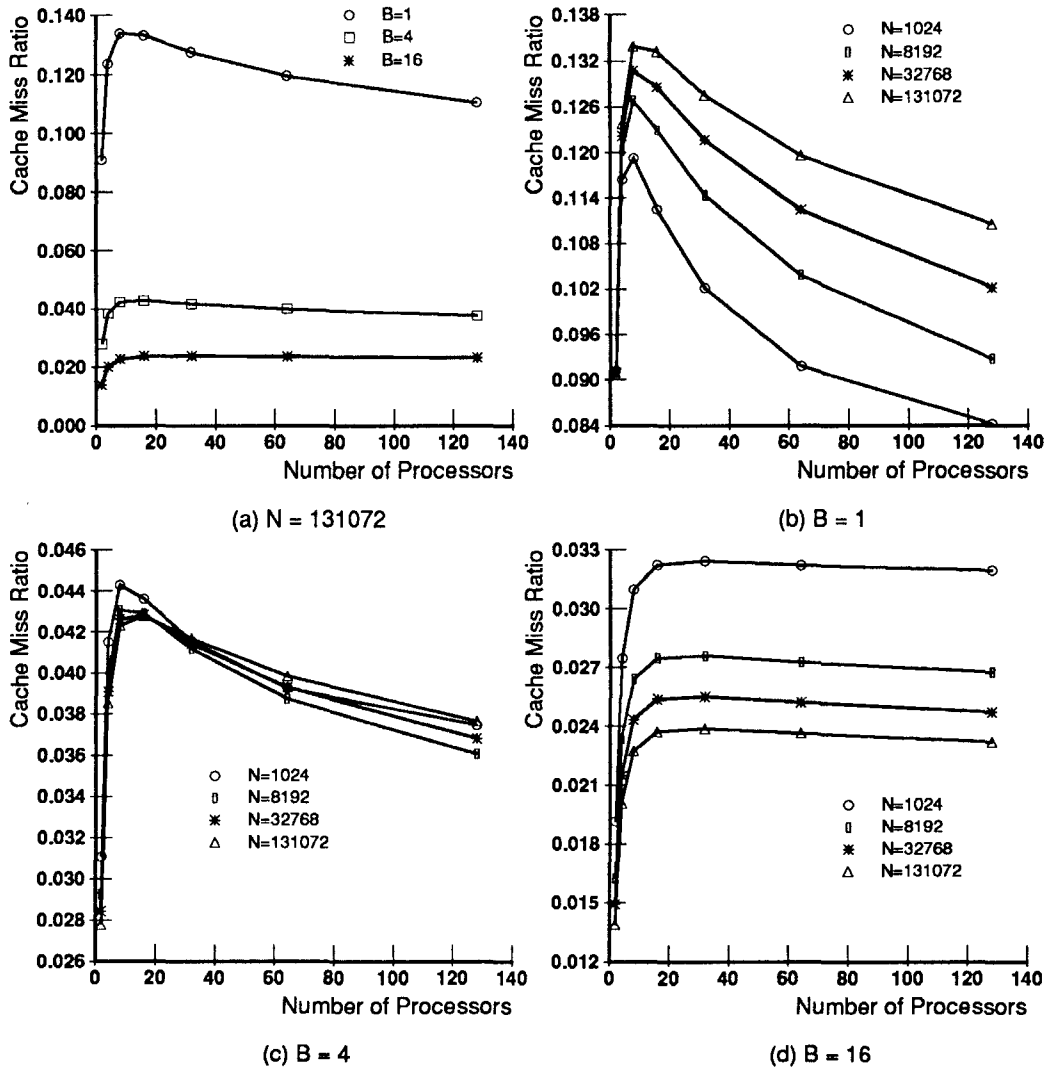 Cache Miss Ratio
0.140
0.120
0.100
0.080
0.060
0.040
0.020
0.000
0 20 40 60 80 100 120 140
Number of Processors
B=1
B=4
B=16
(a) N = 131072
Cache Miss Ratio
0.138
0.132
0.126
0.120
0.114
0.108
0.102
0.096
0.090
0.084
0 20 40 60 80 100 120 140
Number of Processors
N=1024
N=8192
N=32768
N=131072
(b) B = 1
Cache Miss Ratio
0.046
0.044
0.042
0.040
0.038
0.036
0.034
0.032
0.030
0.028
0.026
0 20 40 60 80 100 120 140
Number of Processors
N=1024
N=8192
N=32768
N=131072
(c) B = 4
Cache Miss Ratio
0.033
0.030
0.027
0.024
0.021
0.018
0.015
0.012
0 20 40 60 80 100 120 140
Number of Processors
N=1024
N=8192
N=32768
N=131072
(d) B = 16